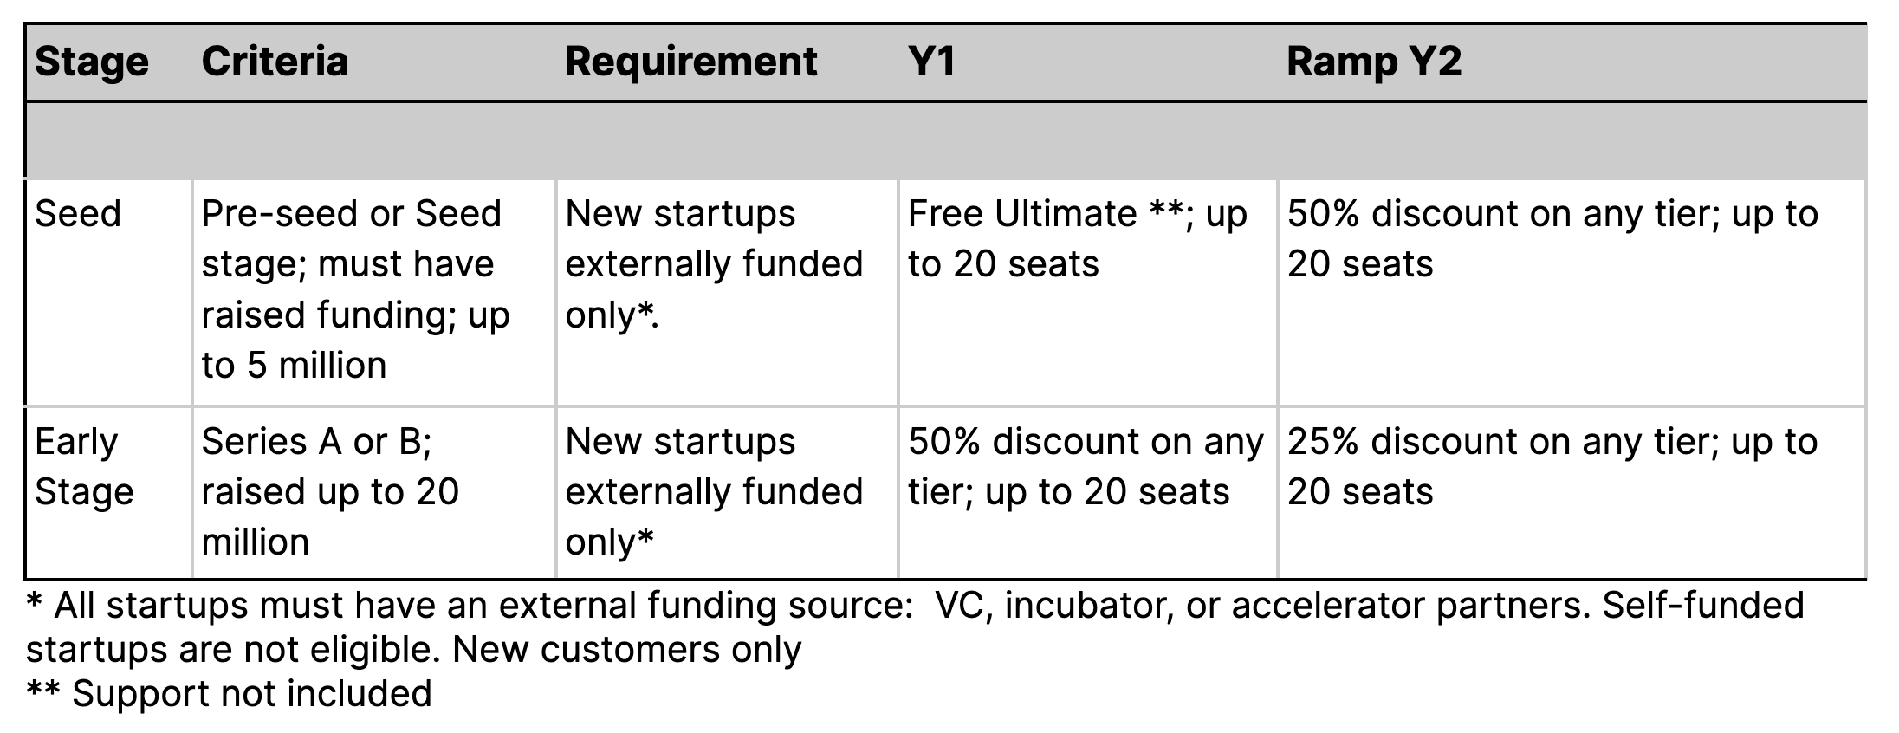 Stage Criteria Requirement Y1 Ramp Y2
Seed
Pre-seed or Seed
stage; must have
raised funding; up
to 5 million
New startups
externally funded
only*.
Free Ultimate **; up
to 20 seats
50% discount on any tier; up to
20 seats
Early
Stage
Series A or B;
raised up to 20
million
New startups
externally funded
only*
50% discount on any
tier; up to 20 seats
25% discount on any tier; up to
20 seats
* All startups must have an external funding source:  VC, incubator, or accelerator partners. Self-funded
startups are not eligible. New customers only
** Support not included